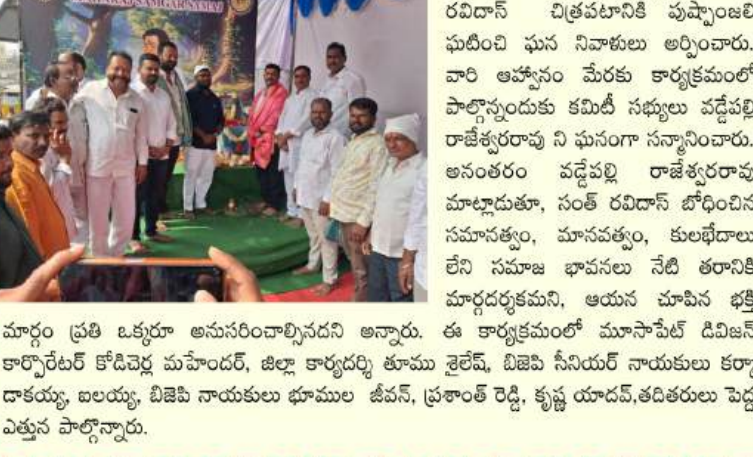 SAMGAR SAMAJ
రవిదాస్ చిత్రపటానికి పుష్పాంజలి
ఘటించి ఘన నివాళులు అర్పించారు.
వారి ఆహ్వానం మేరకు కార్యక్రమంలో
పాల్గొన్నందుకు కమిటీ సభ్యులు వడ్డేపల్లి
రాజేశ్వరరావు ని ఘనంగా సన్మానించారు.
అనంతరం వడ్డేపల్లి రాజేశ్వరరావు
మాట్లాడుతూ, సంత్ రవిదాస్ బోధించిన
సమానత్వం, మానవత్వం, కులభేదాలు
లేని సమాజ భావనలు నేటి తరానికి
మార్గదర్శకమని, ఆయన చూపిన భక్తి
మార్గం ప్రతి ఒక్కరూ అనుసరించాల్సినదని అన్నారు. ఈ కార్యక్రమంలో మూసాపేట్ డివిజన్
కార్పొరేటర్ కోడిచెర్ల మహేందర్, జిల్లా కార్యదర్శి తూము శైలేష్, బిజెపి సీనియర్ నాయకులు కర్కా
డాకయ్య, ఐలయ్య, బిజెపి నాయకులు భూముల జీవన్, ప్రశాంత్ రెడ్డి, కృష్ణ యాదవ్,తదితరులు పెద్ద
ఎత్తున పాల్గొన్నారు.